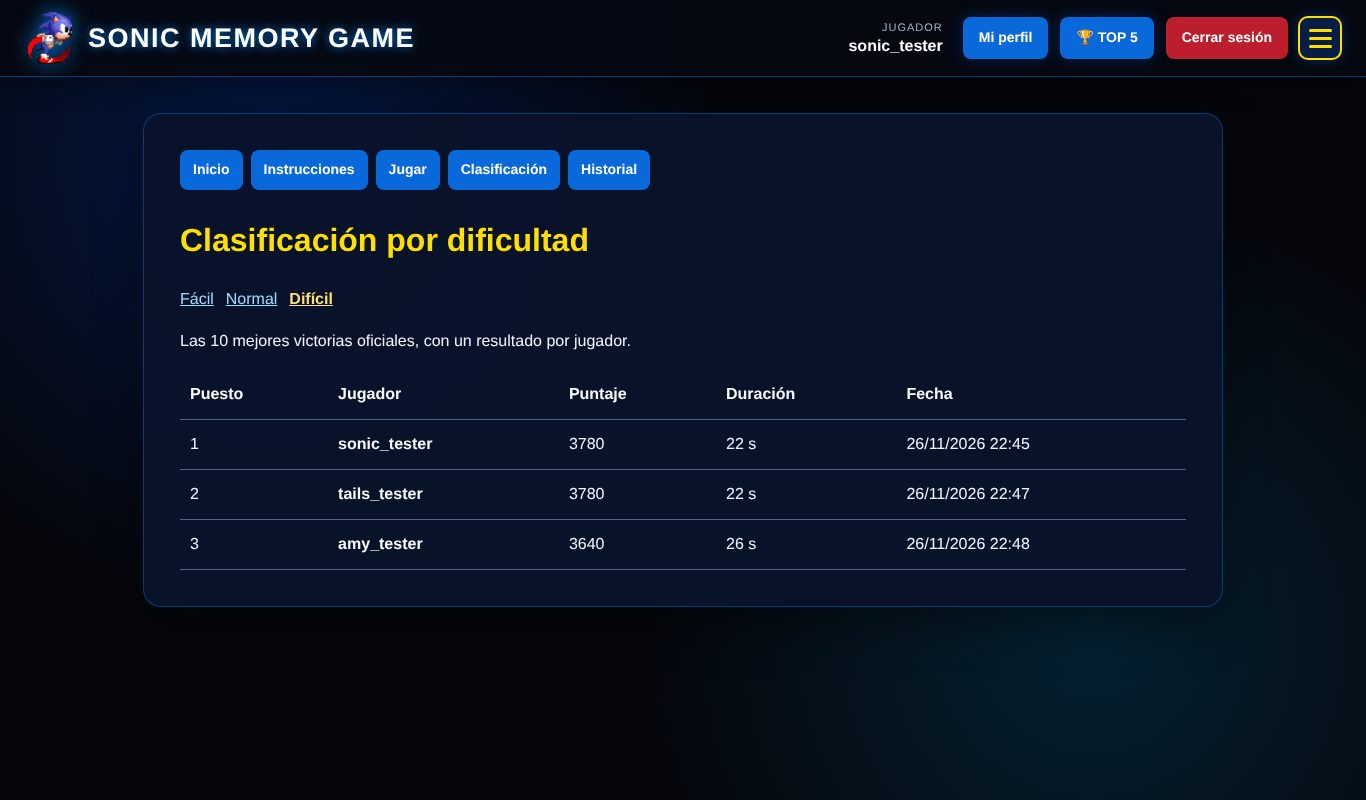 SONIC MEMORY GAME
JUGADOR
sonic_tester
Mi perfil
🏆 TOP 5
Cerrar sesión
Inicio Instrucciones Jugar Clasificación Historial
Clasificación por dificultad
Fácil Normal Difícil
Las 10 mejores victorias oficiales, con un resultado por jugador.
Puesto Jugador Puntaje Duración Fecha
1 sonic_tester 3780 22 s 26/11/2026 22:45
2 tails_tester 3780 22 s 26/11/2026 22:47
3 amy_tester 3640 26 s 26/11/2026 22:48